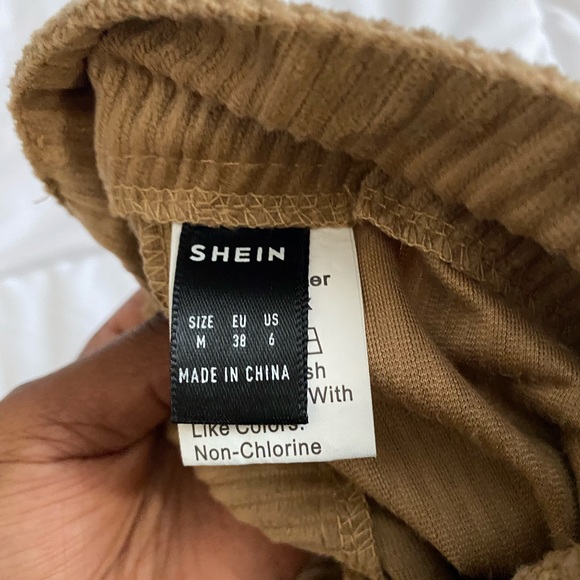 SHEIN
SIZE EU US
M 38 6
MADE IN CHINA
With
Like Colors.
Non-Chlorine